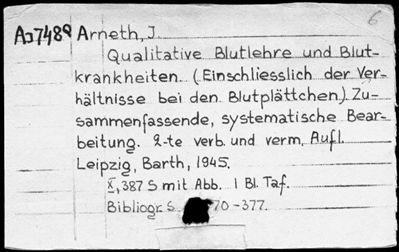 6
Aɔ7489 Arneth, J.
Qualitative Blutlehre und Blut-
krankheiten. (Einschliesslich der Ver-
hältnisse bei den Blutplättchen). Zu-
sammenfassende, systematische Bear-
beitung. 2-te verb. und verm. Aufl.
Leipzig, Barth, 1945.
X, 387 S mit Abb. 1 Bl. Taf.
Bibliogr. S. 70-377.